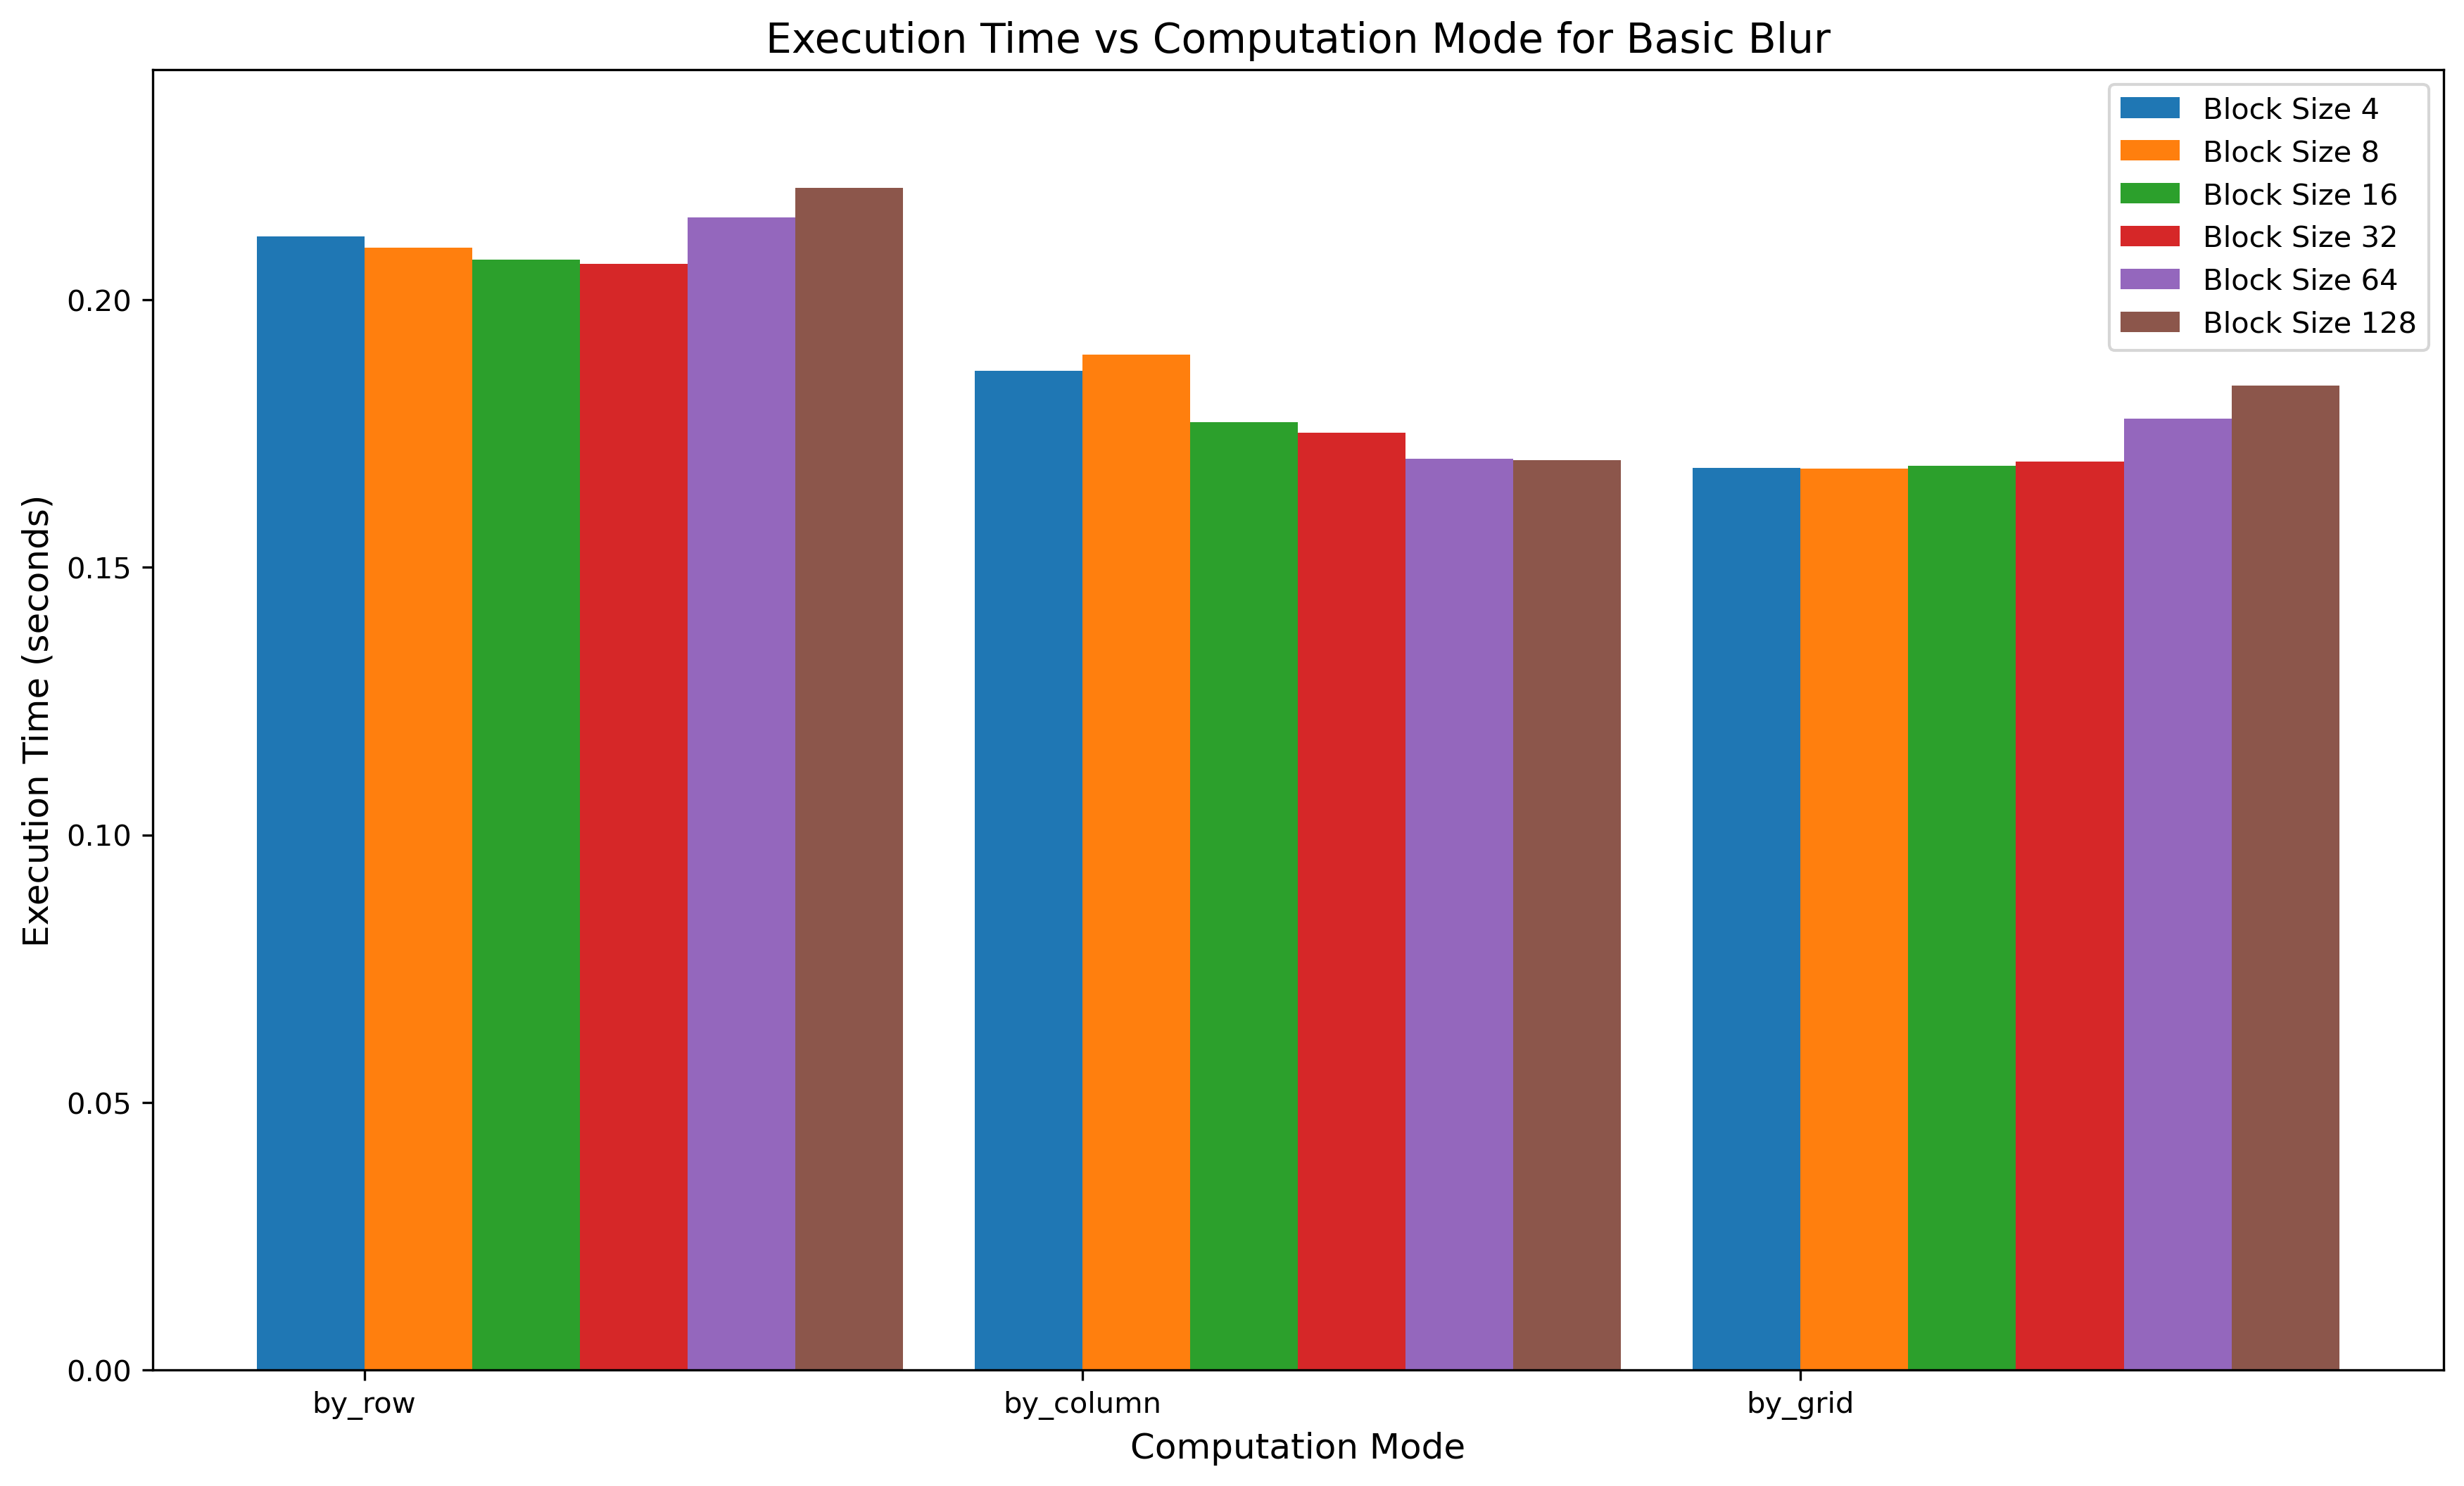 Execution Time vs Computation Mode for Basic Blur
Block Size 4
Block Size 8
Block Size 16
Block Size 32
Block Size 64
Block Size 128
Execution Time (seconds)
0.20
0.15
0.10
0.05
0.00
by_row
by_column
by_grid
Computation Mode